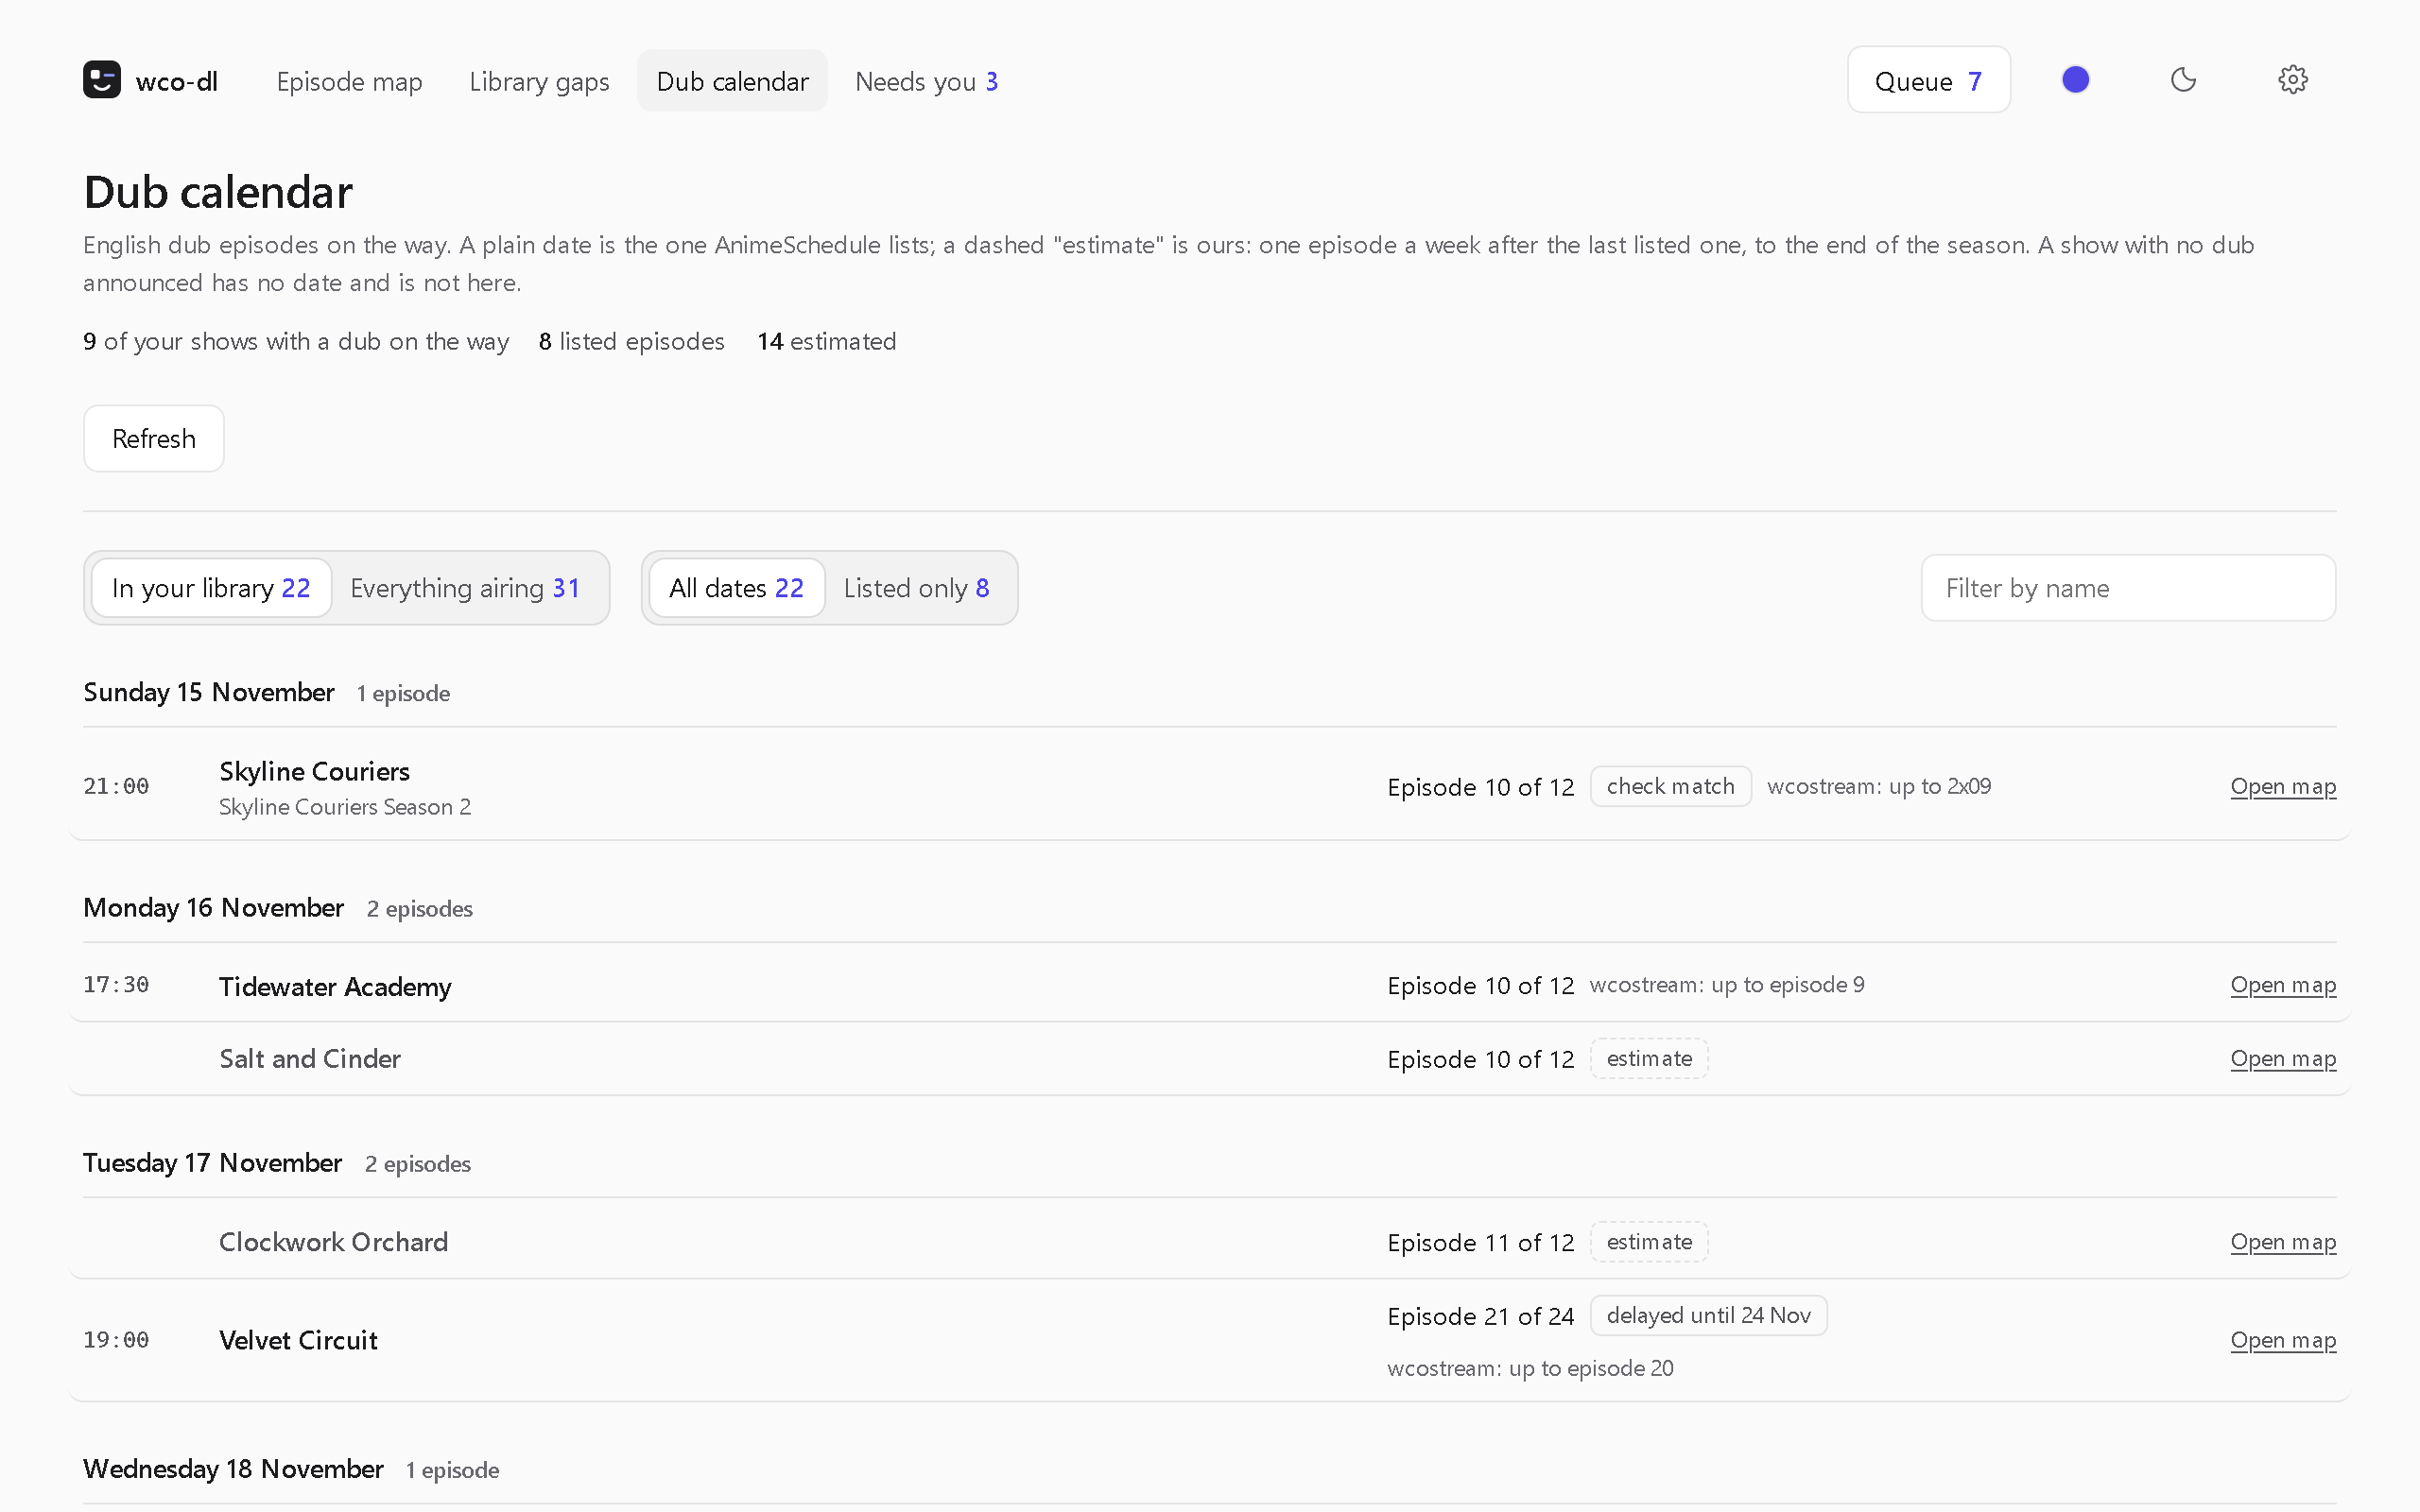 wco-dl Episode map Library gaps Dub calendar Needs you 3 Queue 7
Dub calendar
English dub episodes on the way. A plain date is the one AnimeSchedule lists; a dashed "estimate" is ours: one episode a week after the last listed one, to the end of the season. A show with no dub
announced has no date and is not here.
9 of your shows with a dub on the way 8 listed episodes 14 estimated
Refresh
In your library 22 Everything airing 31 All dates 22 Listed only 8 Filter by name
Sunday 15 November 1 episode
21:00 Skyline Couriers Episode 10 of 12 check match wcostream: up to 2x09 Open map
Skyline Couriers Season 2
Monday 16 November 2 episodes
17:30 Tidewater Academy Episode 10 of 12 wcostream: up to episode 9 Open map
Salt and Cinder Episode 10 of 12 estimate Open map
Tuesday 17 November 2 episodes
Clockwork Orchard Episode 11 of 12 estimate Open map
19:00 Velvet Circuit Episode 21 of 24 delayed until 24 Nov Open map
wcostream: up to episode 20
Wednesday 18 November 1 episode